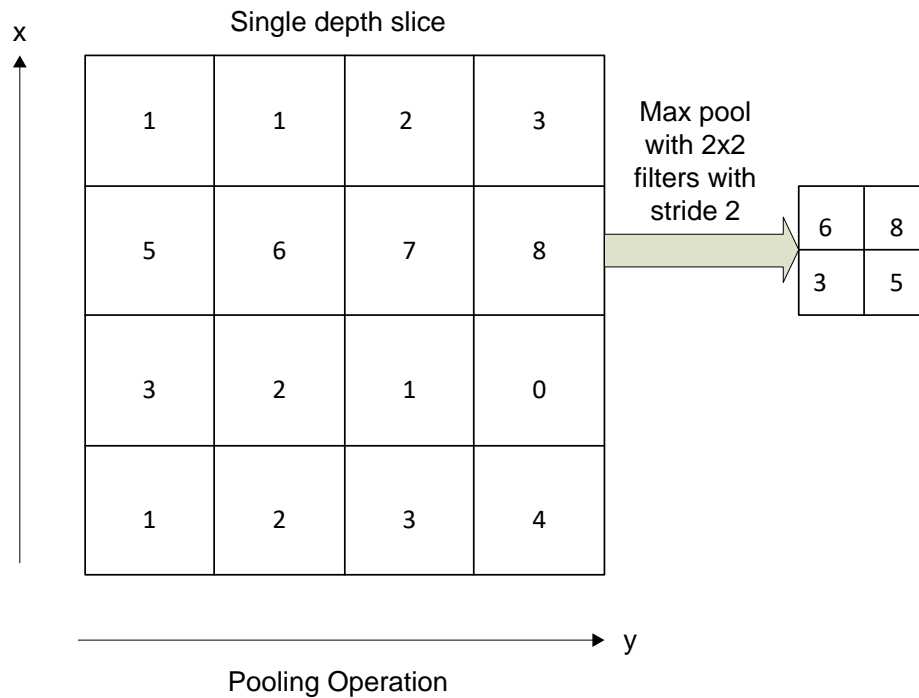 Single depth slice
x
1 1 2 3
5 6 7 8
3 2 1 0
1 2 3 4
Max pool
with 2x2
filters with
stride 2
6 8
3 5
y
Pooling Operation